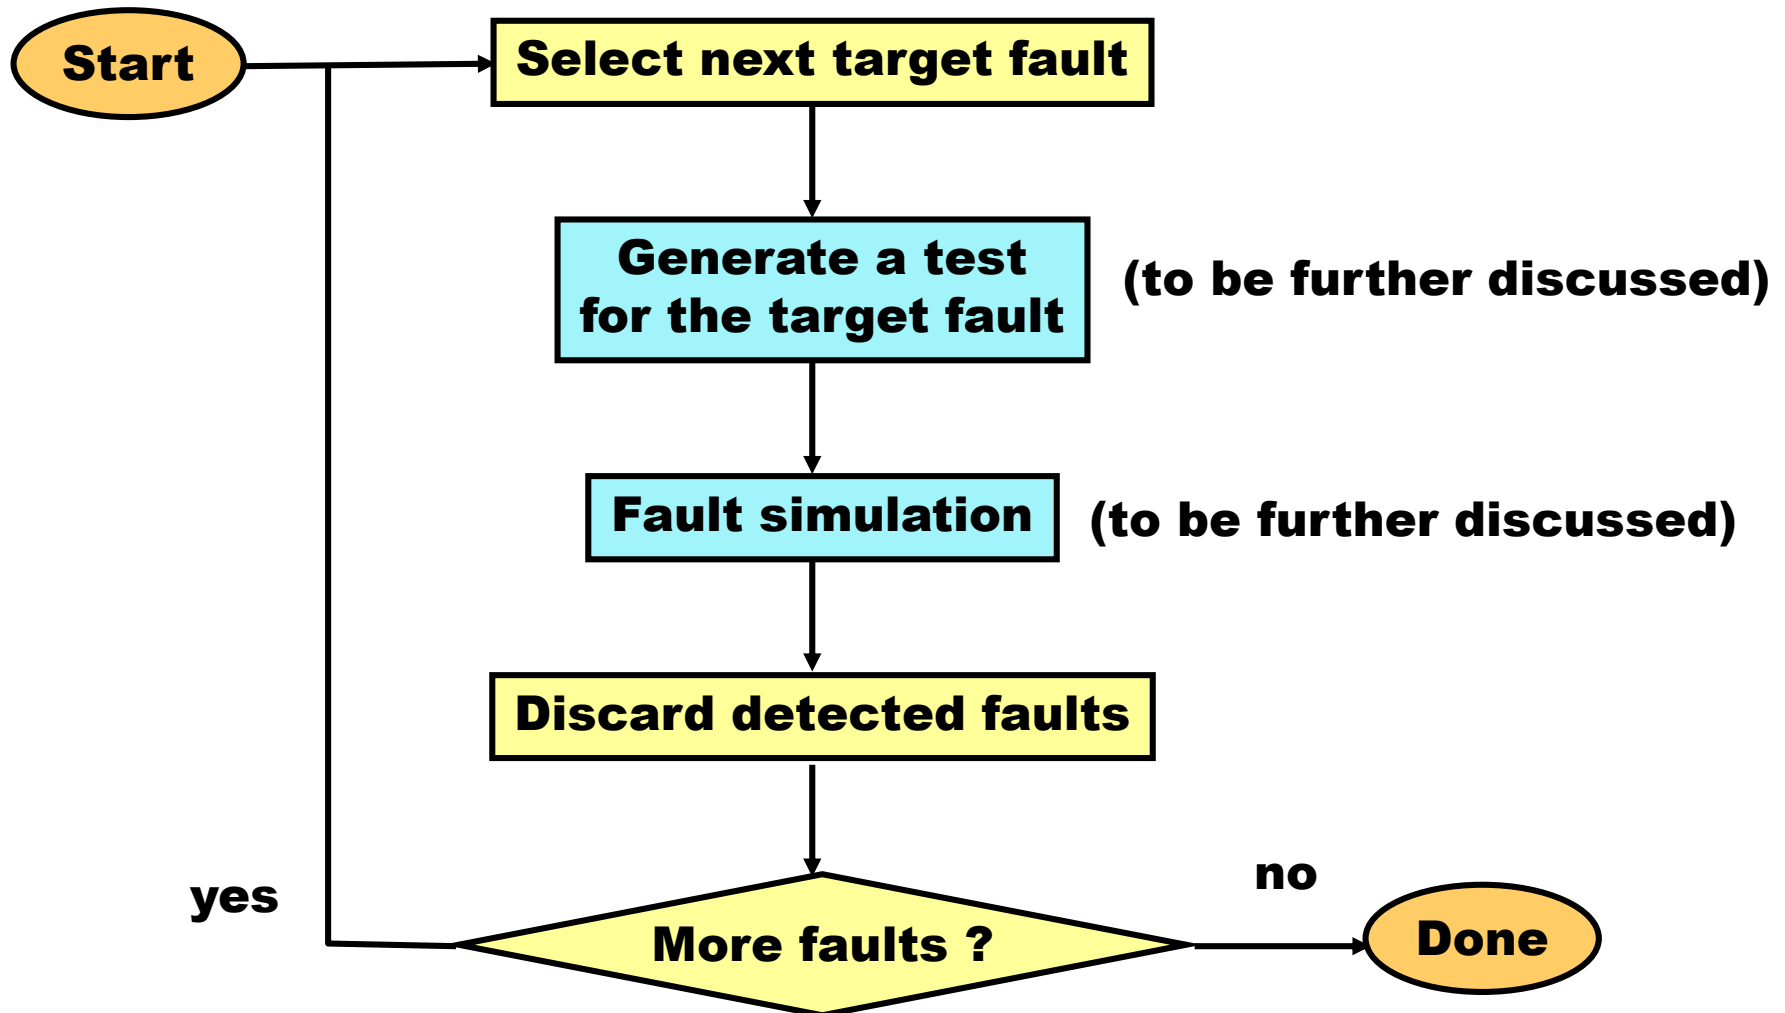 Start
Select next target fault
Generate a test
for the target fault
(to be further discussed)
Fault simulation
(to be further discussed)
Discard detected faults
yes
More faults ?
no
Done